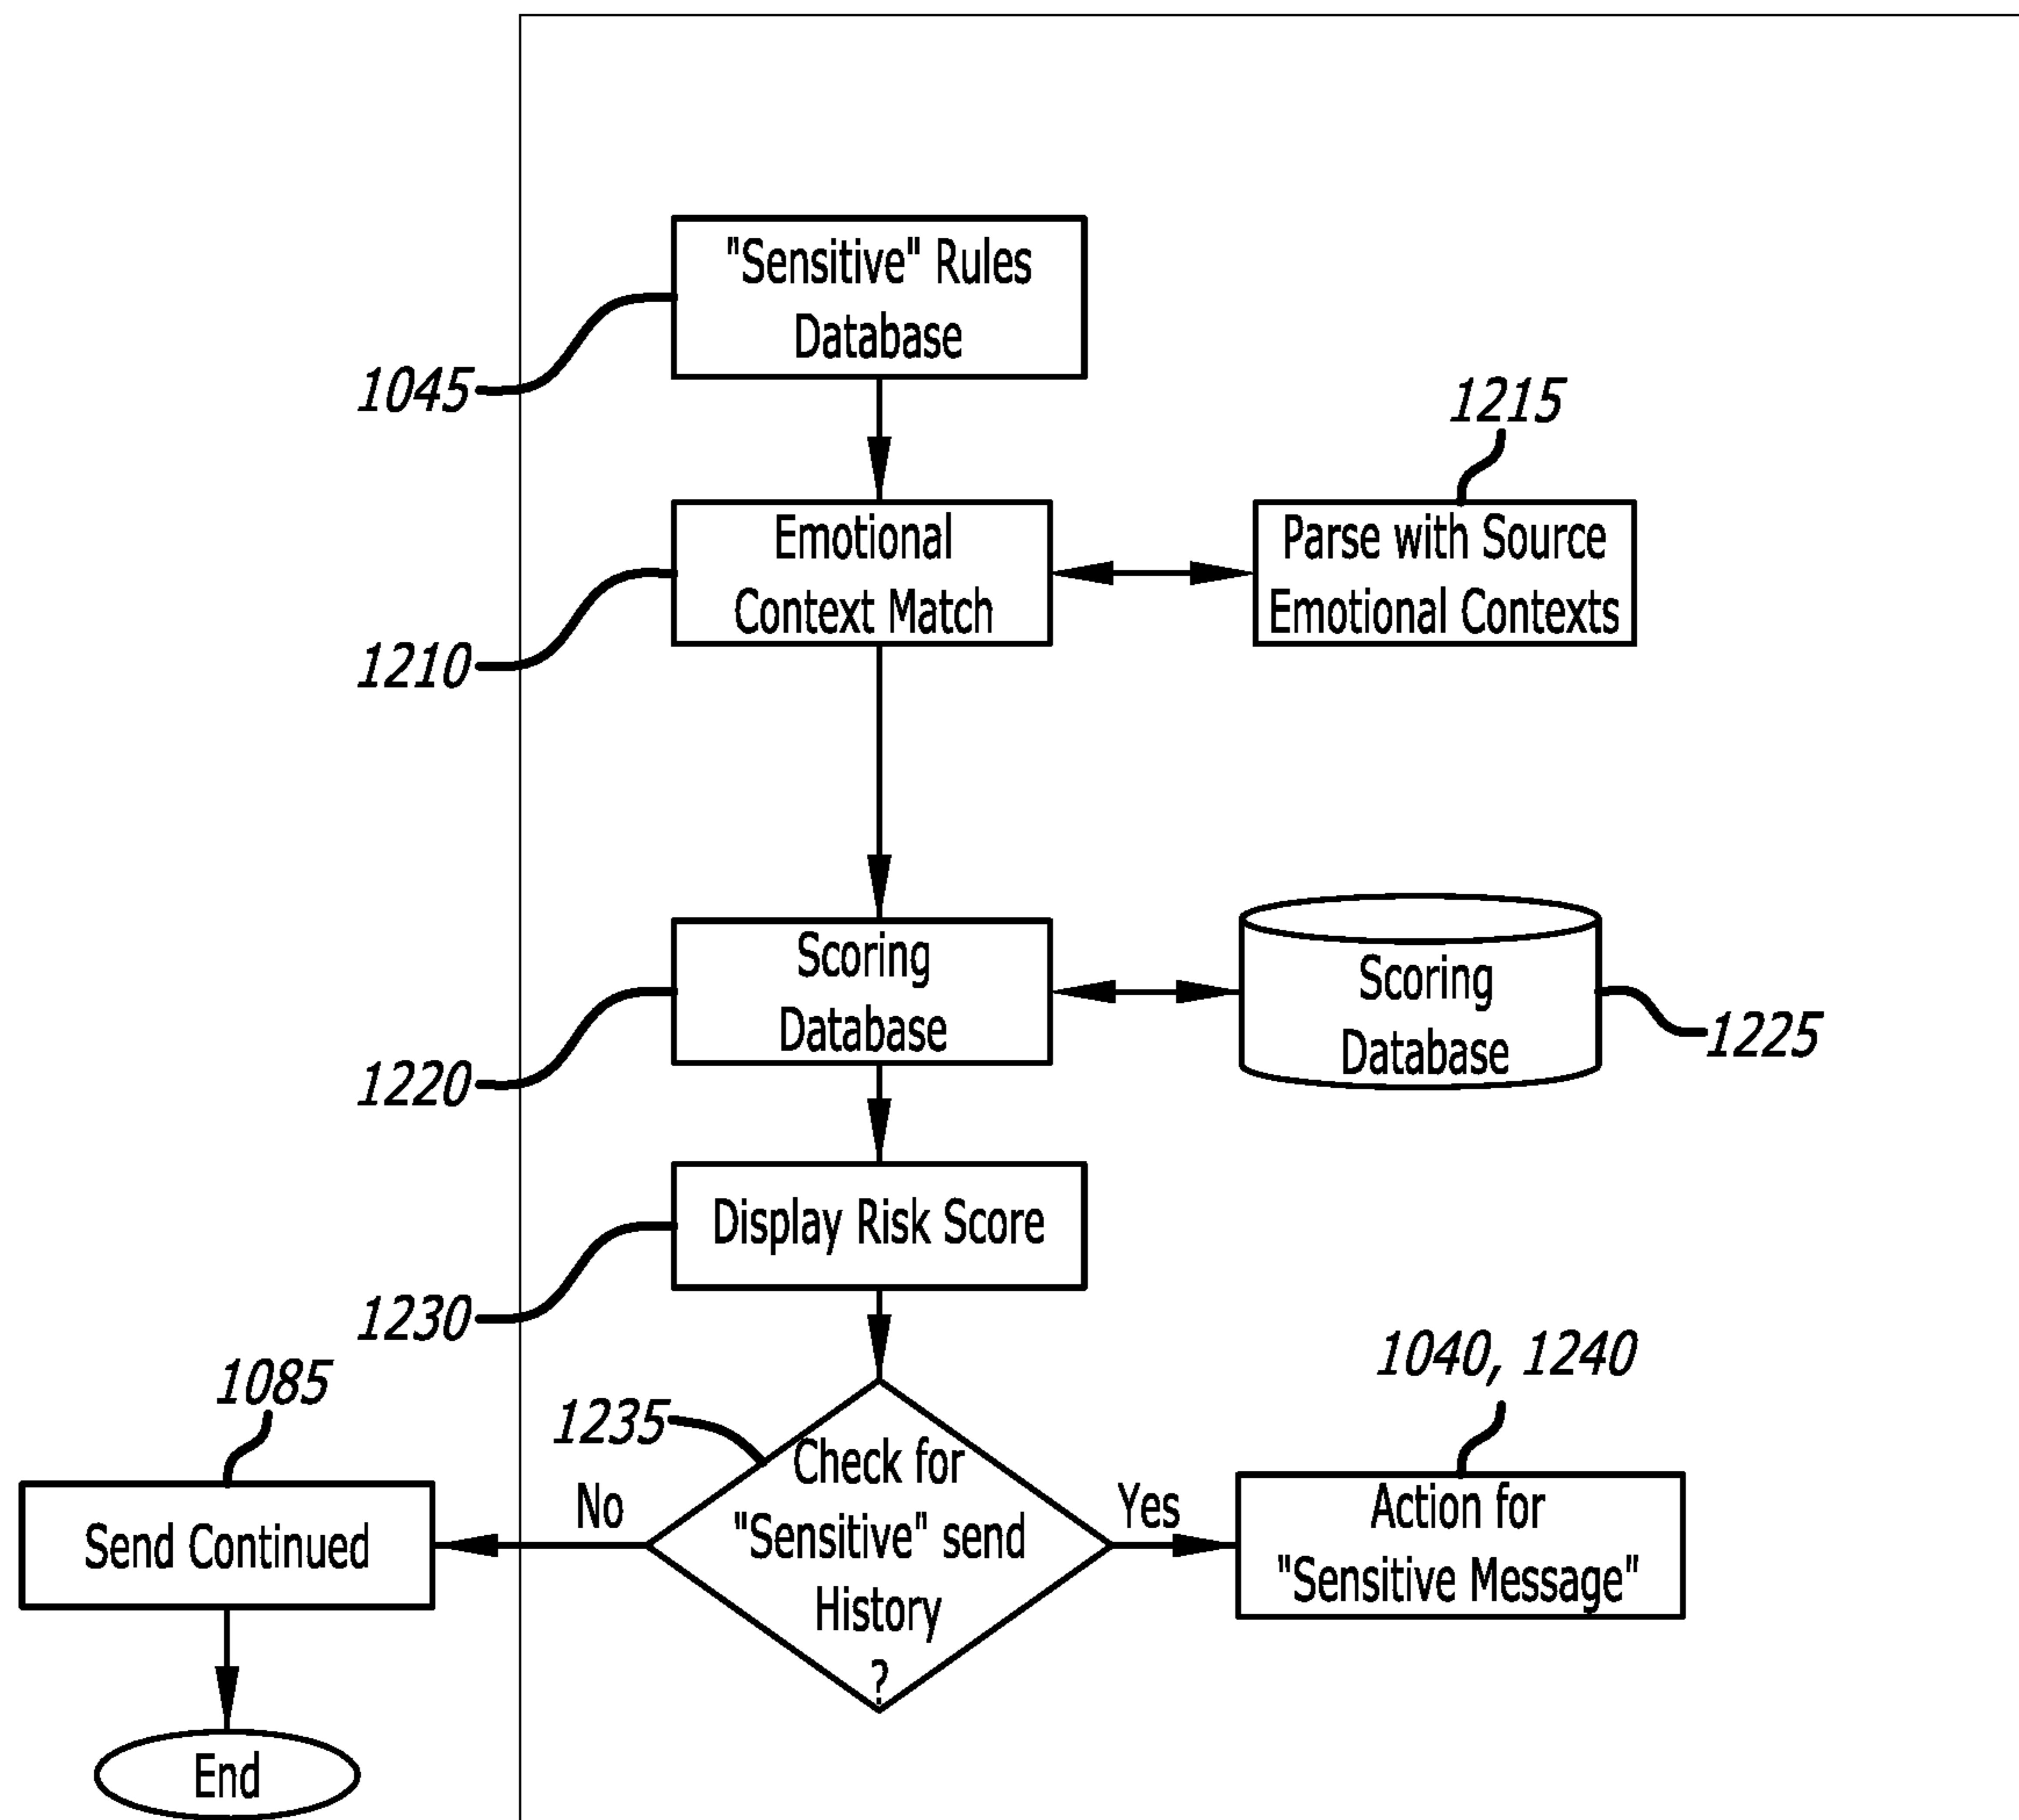 "Sensitive" Rules
Database
1045
1215
Emotional
Context Match
Parse with Source
Emotional Contexts
1210
Scoring
Database
Scoring
Database
1225
1220
Display Risk Score
1230
1040, 1240
1085
1235
Check for
"Sensitive" send
History
?
No
Yes
Send Continued
Action for
"Sensitive Message"
End